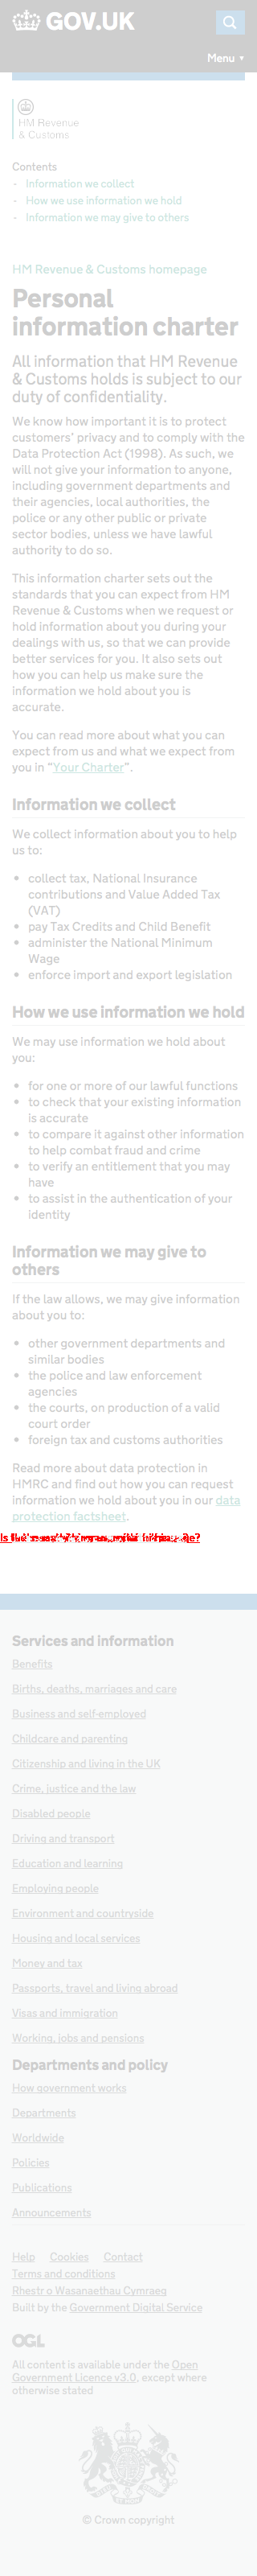 GOV.UK
Menu ▼
HM Revenue
& Customs
Contents
- Information we collect
- How we use information we hold
- Information we may give to others
HM Revenue & Customs homepage
Personal
information charter
All information that HM Revenue
& Customs holds is subject to our
duty of confidentiality.
We know how important it is to protect
customers’ privacy and to comply with the
Data Protection Act (1998). As such, we
will not give your information to anyone,
including government departments and
their agencies, local authorities, the
police or any other public or private
sector bodies, unless we have lawful
authority to do so.
This information charter sets out the
standards that you can expect from HM
Revenue & Customs when we request or
hold information about you during your
dealings with us, so that we can provide
better services for you. It also sets out
how you can help us make sure the
information we hold about you is
accurate.
You can read more about what you can
expect from us and what we expect from
you in “Your Charter”.
Information we collect
We collect information about you to help
us to:
• collect tax, National Insurance
contributions and Value Added Tax
(VAT)
• pay Tax Credits and Child Benefit
• administer the National Minimum
Wage
• enforce import and export legislation
How we use information we hold
We may use information we hold about
you:
• for one or more of our lawful functions
• to check that your existing information
is accurate
• to compare it against other information
to help combat fraud and crime
• to verify an entitlement that you may
have
• to assist in the authentication of your
identity
Information we may give to
others
If the law allows, we may give information
about you to:
• other government departments and
similar bodies
• the police and law enforcement
agencies
• the courts, on production of a valid
court order
• foreign tax and customs authorities
Read more about data protection in
HMRC and find out how you can request
information we hold about you in our data
protection factsheet.
Services and information
Benefits
Births, deaths, marriages and care
Business and self-employed
Childcare and parenting
Citizenship and living in the UK
Crime, justice and the law
Disabled people
Driving and transport
Education and learning
Employing people
Environment and countryside
Housing and local services
Money and tax
Passports, travel and living abroad
Visas and immigration
Working, jobs and pensions
Departments and policy
How government works
Departments
Worldwide
Policies
Publications
Announcements
Help Cookies Contact
Terms and conditions
Rhestr o Wasanaethau Cymraeg
Built by the Government Digital Service
OGL
All content is available under the Open
Government Licence v3.0, except where
otherwise stated
© Crown copyright